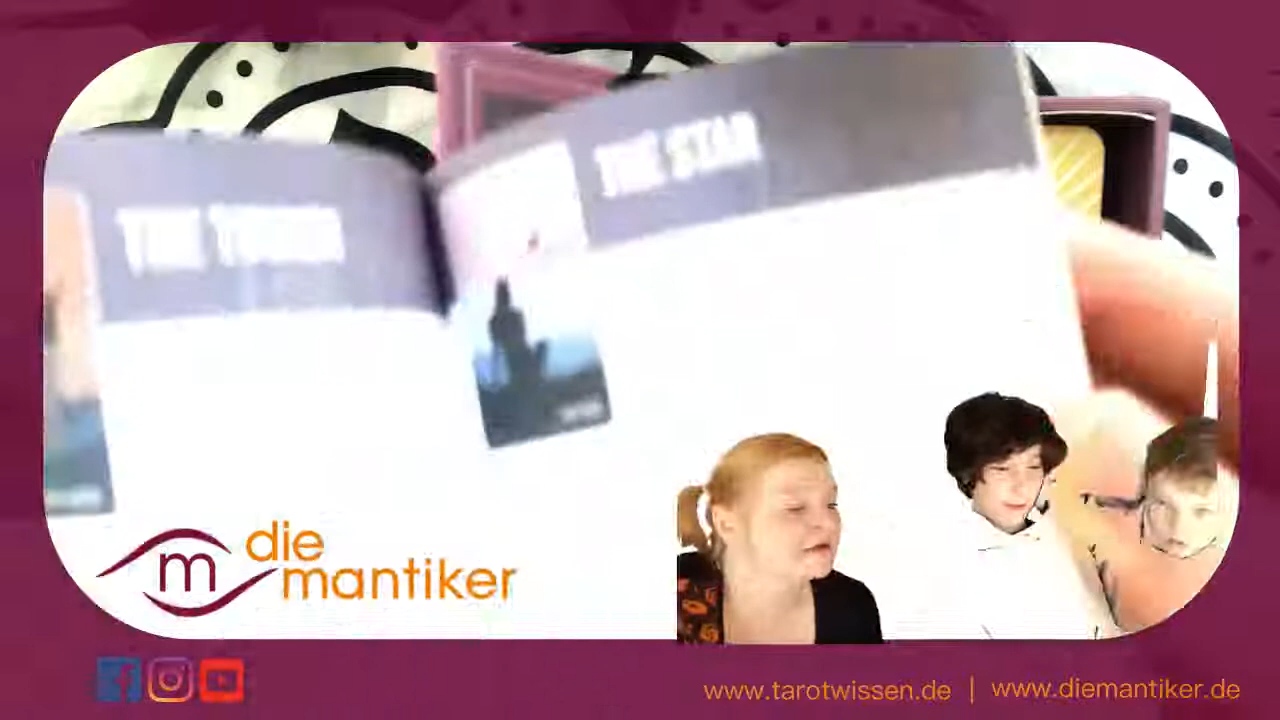 THE TOWER
THE STAR
m
die
mantiker
www.tarotwissen.de | www.diemantiker.de